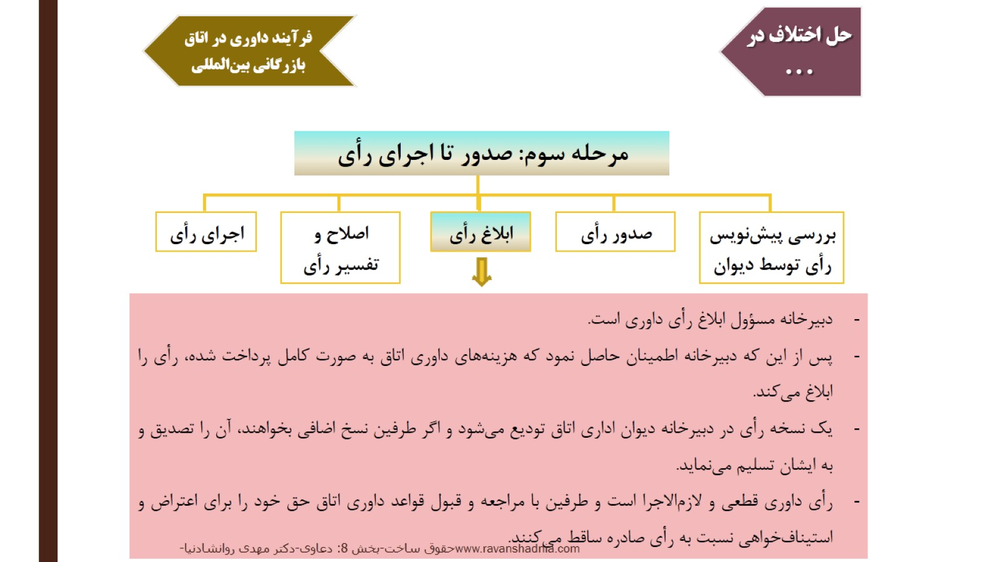 حل اختلاف در
...
فرآیند داوری در اتاق
بازرگانی بین‌المللی
مرحله سوم: صدور تا اجرای رأی
بررسی پیش‌نویس
رأی توسط دیوان
صدور رأی
ابلاغ رأی
اصلاح و
تفسیر رأی
اجرای رأی
- دبیرخانه مسؤول ابلاغ رأی داوری است.
- پس از این که دبیرخانه اطمینان حاصل نمود که هزینه‌های داوری اتاق به صورت کامل پرداخت شده، رأی را
ابلاغ می‌کند.
- یک نسخه رأی در دبیرخانه دیوان اداری اتاق تودیع می‌شود و اگر طرفین نسخ اضافی بخواهند، آن را تصدیق و
به ایشان تسلیم می‌نماید.
- رأی داوری قطعی و لازم‌الاجرا است و طرفین با مراجعه و قبول قواعد داوری اتاق حق خود را برای اعتراض و
استیناف‌خواهی نسبت به رأی صادره ساقط می‌کنند.
حقوق ساخت-بخش 8: دعاوی-دکتر مهدی روانشادنیا-www.ravanshadnia.com